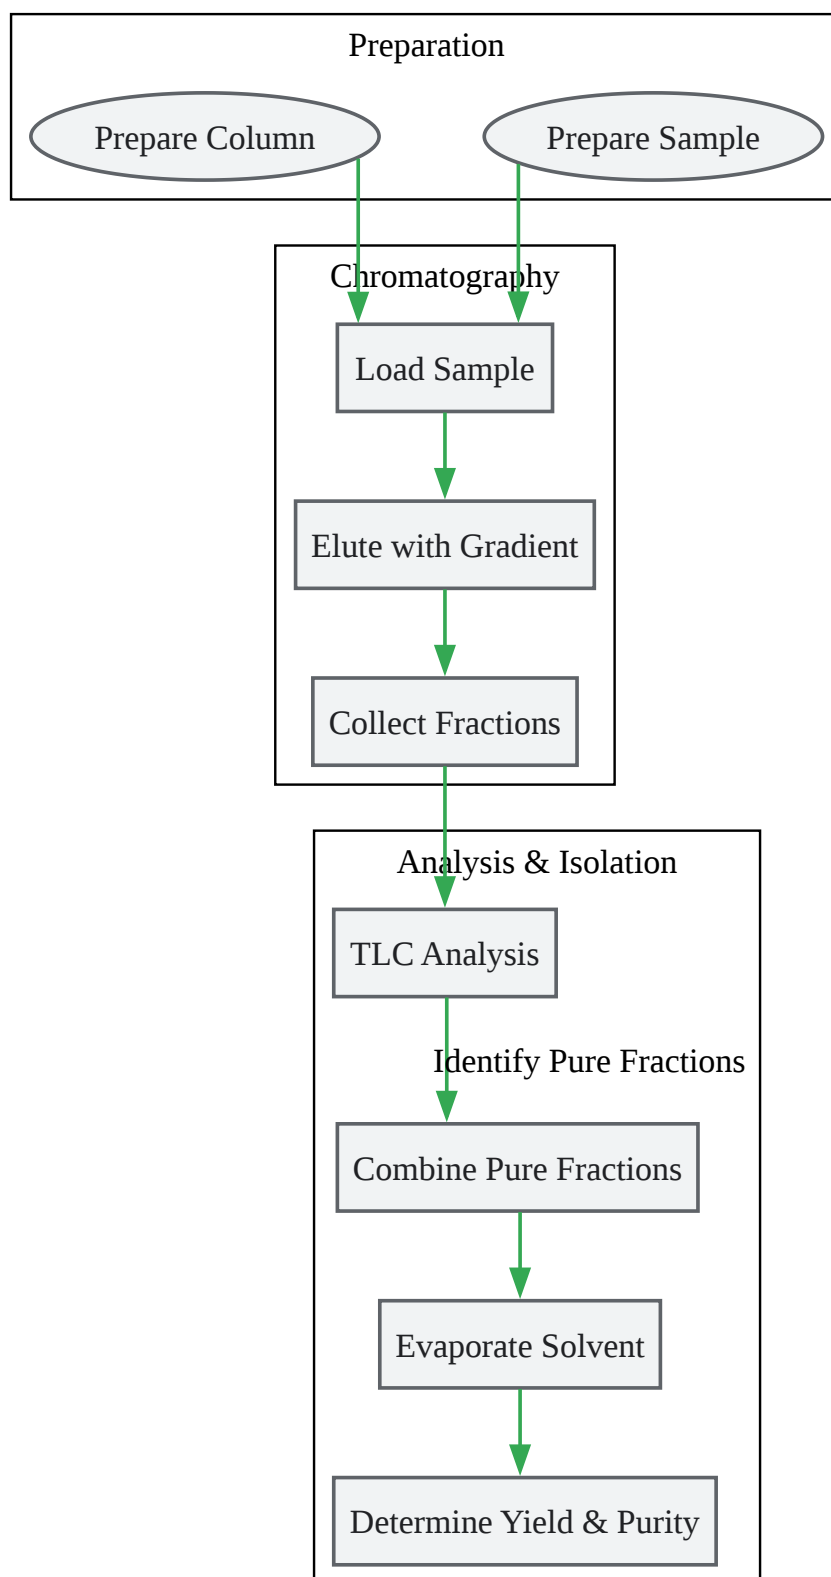 Preparation
Prepare Column
Prepare Sample
Chromatography
Load Sample
Elute with Gradient
Collect Fractions
Analysis & Isolation
TLC Analysis
Identify Pure Fractions
Combine Pure Fractions
Evaporate Solvent
Determine Yield & Purity